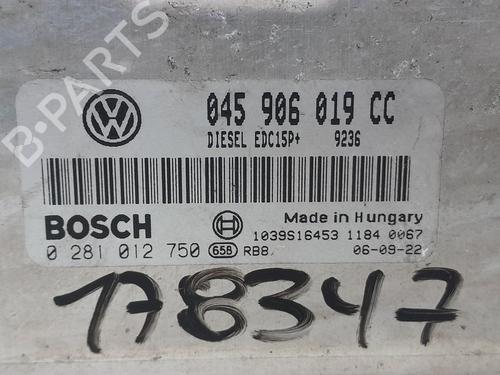 B-PARTS
045 906 019 CC
DIESEL EDC15P+ 9236
BOSCH
Made in Hungary
0 281 012 750 658 RB8
1039S16453 1184 0067
06-09-22
178347